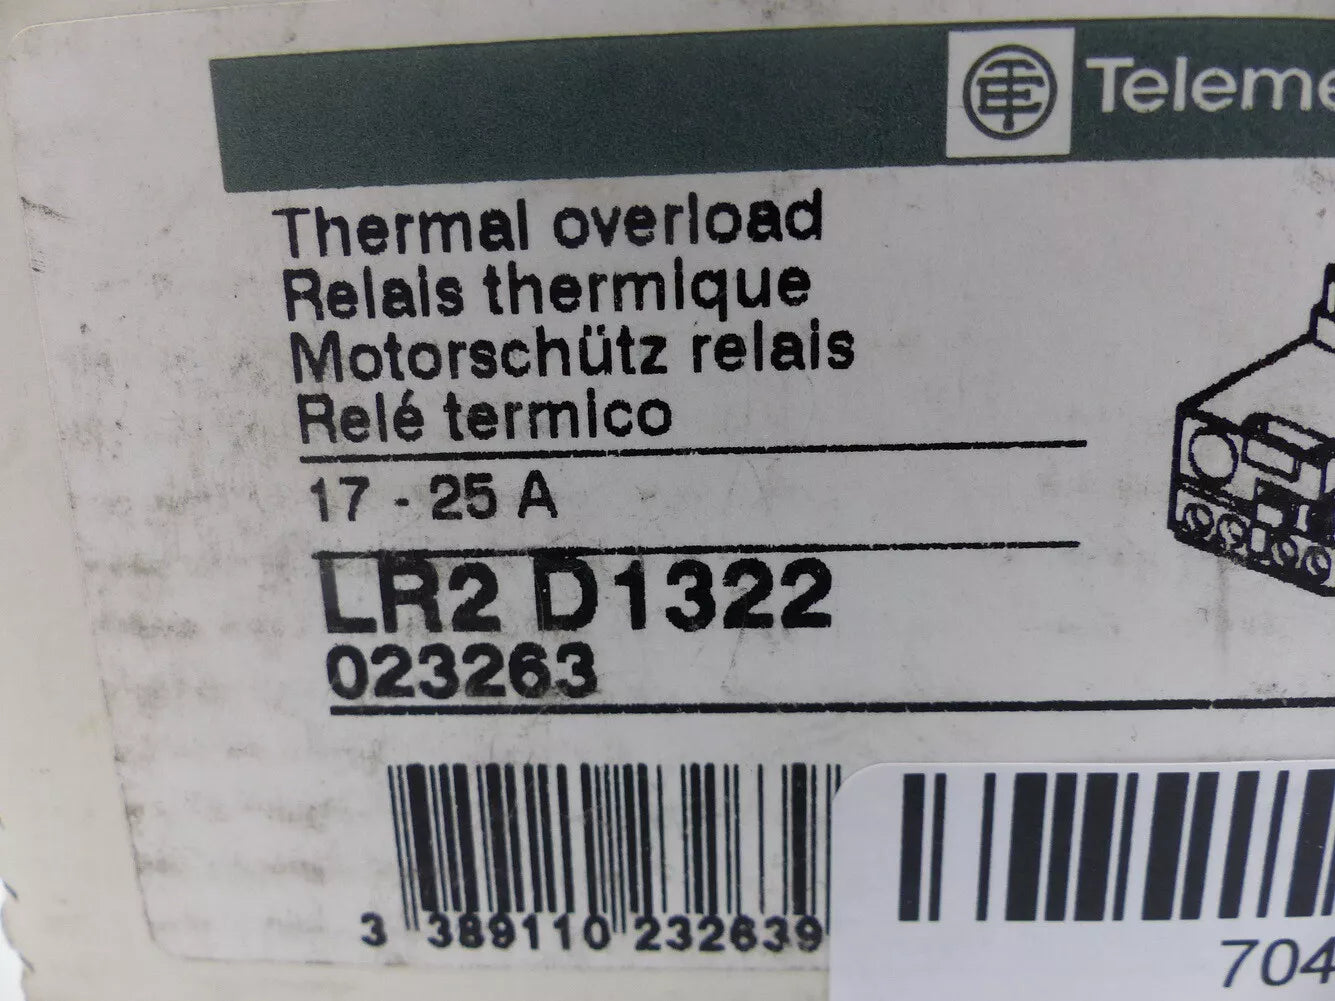 Teleme
Thermal overload
Relais thermique
Motorschütz relais
Relé termico
17 - 25 A
LR2 D1322
023263
3 389110 232639
704